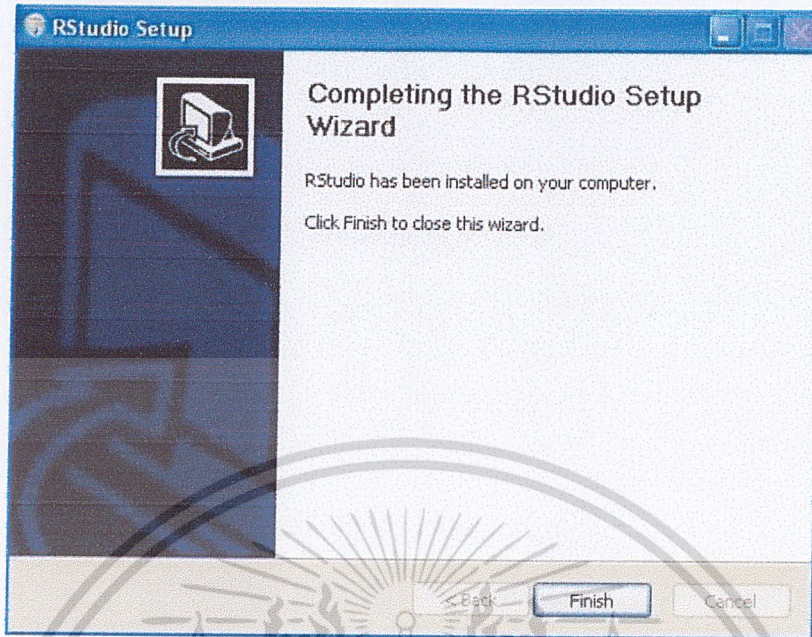 RStudio Setup
Completing the RStudio Setup
Wizard
RStudio has been installed on your computer.
Click Finish to close this wizard.
< Back
Finish
Cancel